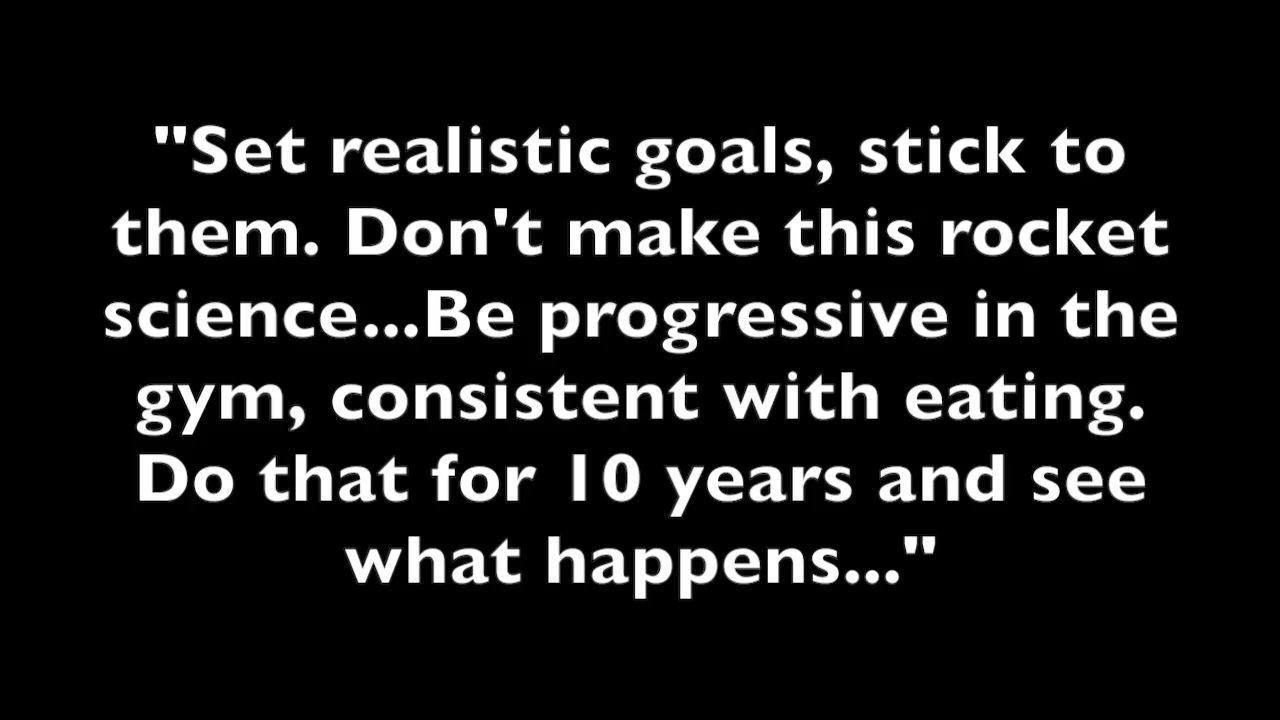 "Set realistic goals, stick to
them. Don't make this rocket
science...Be progressive in the
gym, consistent with eating.
Do that for 10 years and see
what happens..."